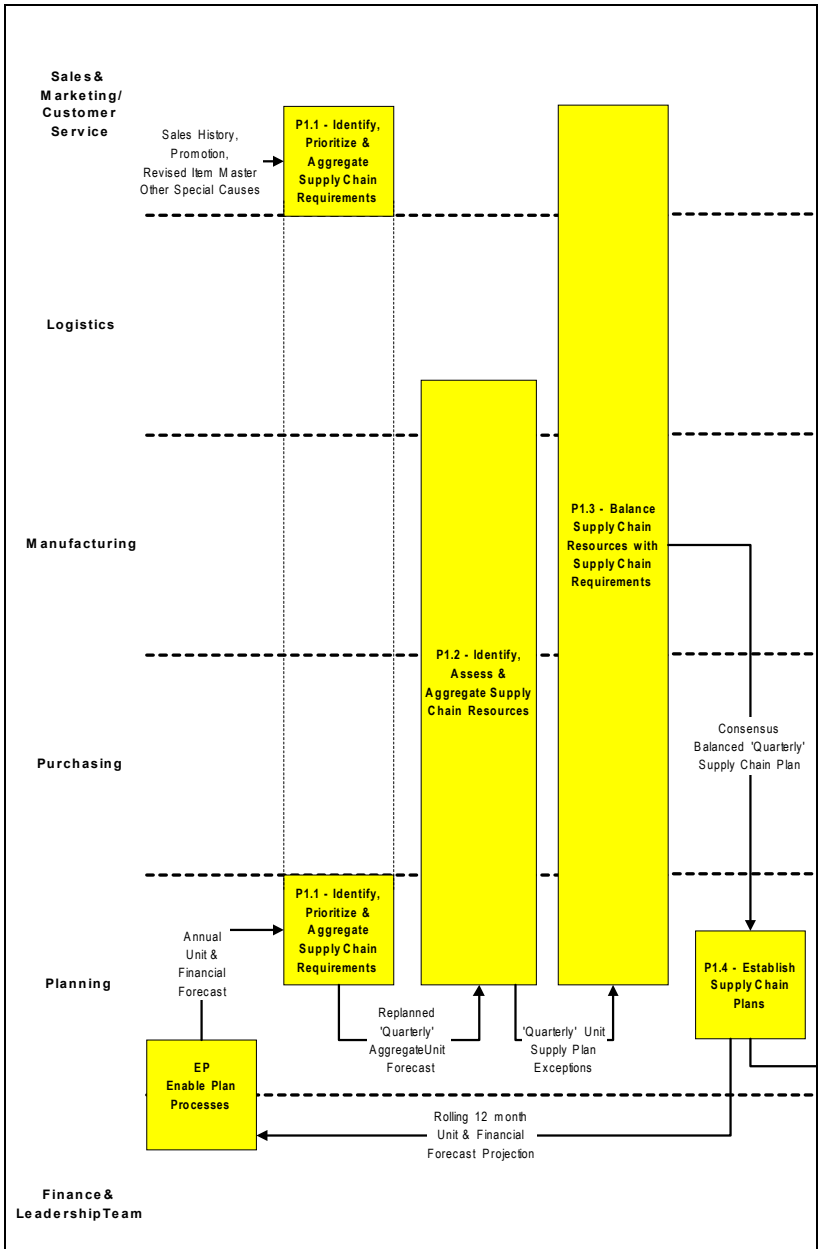 Sales &
Marketing/
Customer
Service
Sales History,
Promotion,
Revised Item Master
Other Special Causes
P1.1 - Identify,
Prioritize &
Aggregate
Supply Chain
Requirements
Logistics
Manufacturing
P1.3 - Balance
Supply Chain
Resources with
Supply Chain
Requirements
P1.2 - Identify,
Assess &
Aggregate Supply
Chain Resources
Purchasing
Consensus
Balanced 'Quarterly'
Supply Chain Plan
Planning
Annual
Unit &
Financial
Forecast
P1.1 - Identify,
Prioritize &
Aggregate
Supply Chain
Requirements
P1.4 - Establish
Supply Chain
Plans
Replanned
'Quarterly'
AggregateUnit
Forecast
'Quarterly' Unit
Supply Plan
Exceptions
EP
Enable Plan
Processes
Rolling 12 month
Unit & Financial
Forecast Projection
Finance &
LeadershipTeam